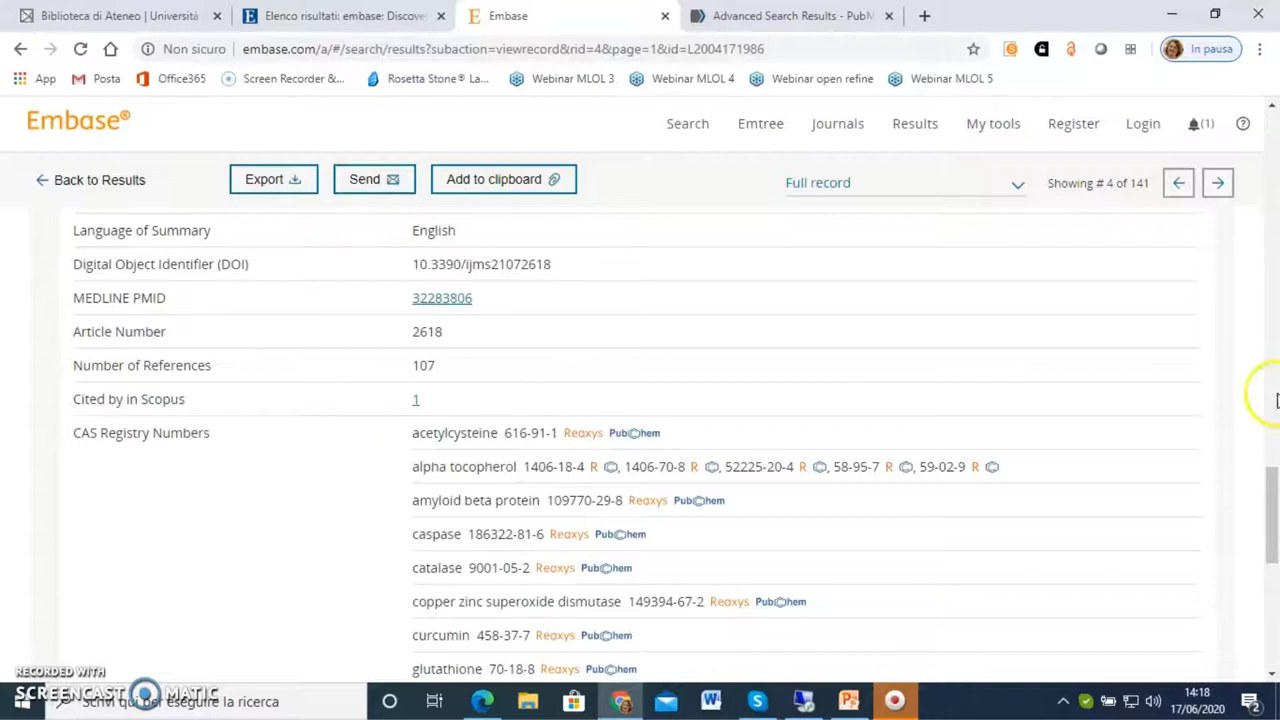 Biblioteca di Ateneo | Università
Elenco risultati: embase: Discove
Embase
Advanced Search Results - PubM
Non sicuro
embase.com/a/#/search/results?subaction=viewrecord&rid=4&page=1&id=L2004171986
In pausa
App
Posta
Office365
Screen Recorder &...
Rosetta Stone® La...
Webinar MLOL 3
Webinar MLOL 4
Webinar open refine
Webinar MLOL 5
Embase®
Search
Emtree
Journals
Results
My tools
Register
Login
(1)
Back to Results
Export
Send
Add to clipboard
Full record
Showing # 4 of 141
Language of Summary
English
Digital Object Identifier (DOI)
10.3390/ijms21072618
MEDLINE PMID
32283806
Article Number
2618
Number of References
107
Cited by in Scopus
1
CAS Registry Numbers
acetylcysteine 616-91-1 Reaxys PubChem
alpha tocopherol 1406-18-4 R , 1406-70-8 R , 52225-20-4 R , 58-95-7 R , 59-02-9 R
amyloid beta protein 109770-29-8 Reaxys PubChem
caspase 186322-81-6 Reaxys PubChem
catalase 9001-05-2 Reaxys PubChem
copper zinc superoxide dismutase 149394-67-2 Reaxys PubChem
curcumin 458-37-7 Reaxys PubChem
glutathione 70-18-8 Reaxys PubChem
RECORDED WITH
SCREENCAST MATIC
Scrivi qui per eseguire la ricerca
14:18
17/06/2020
2